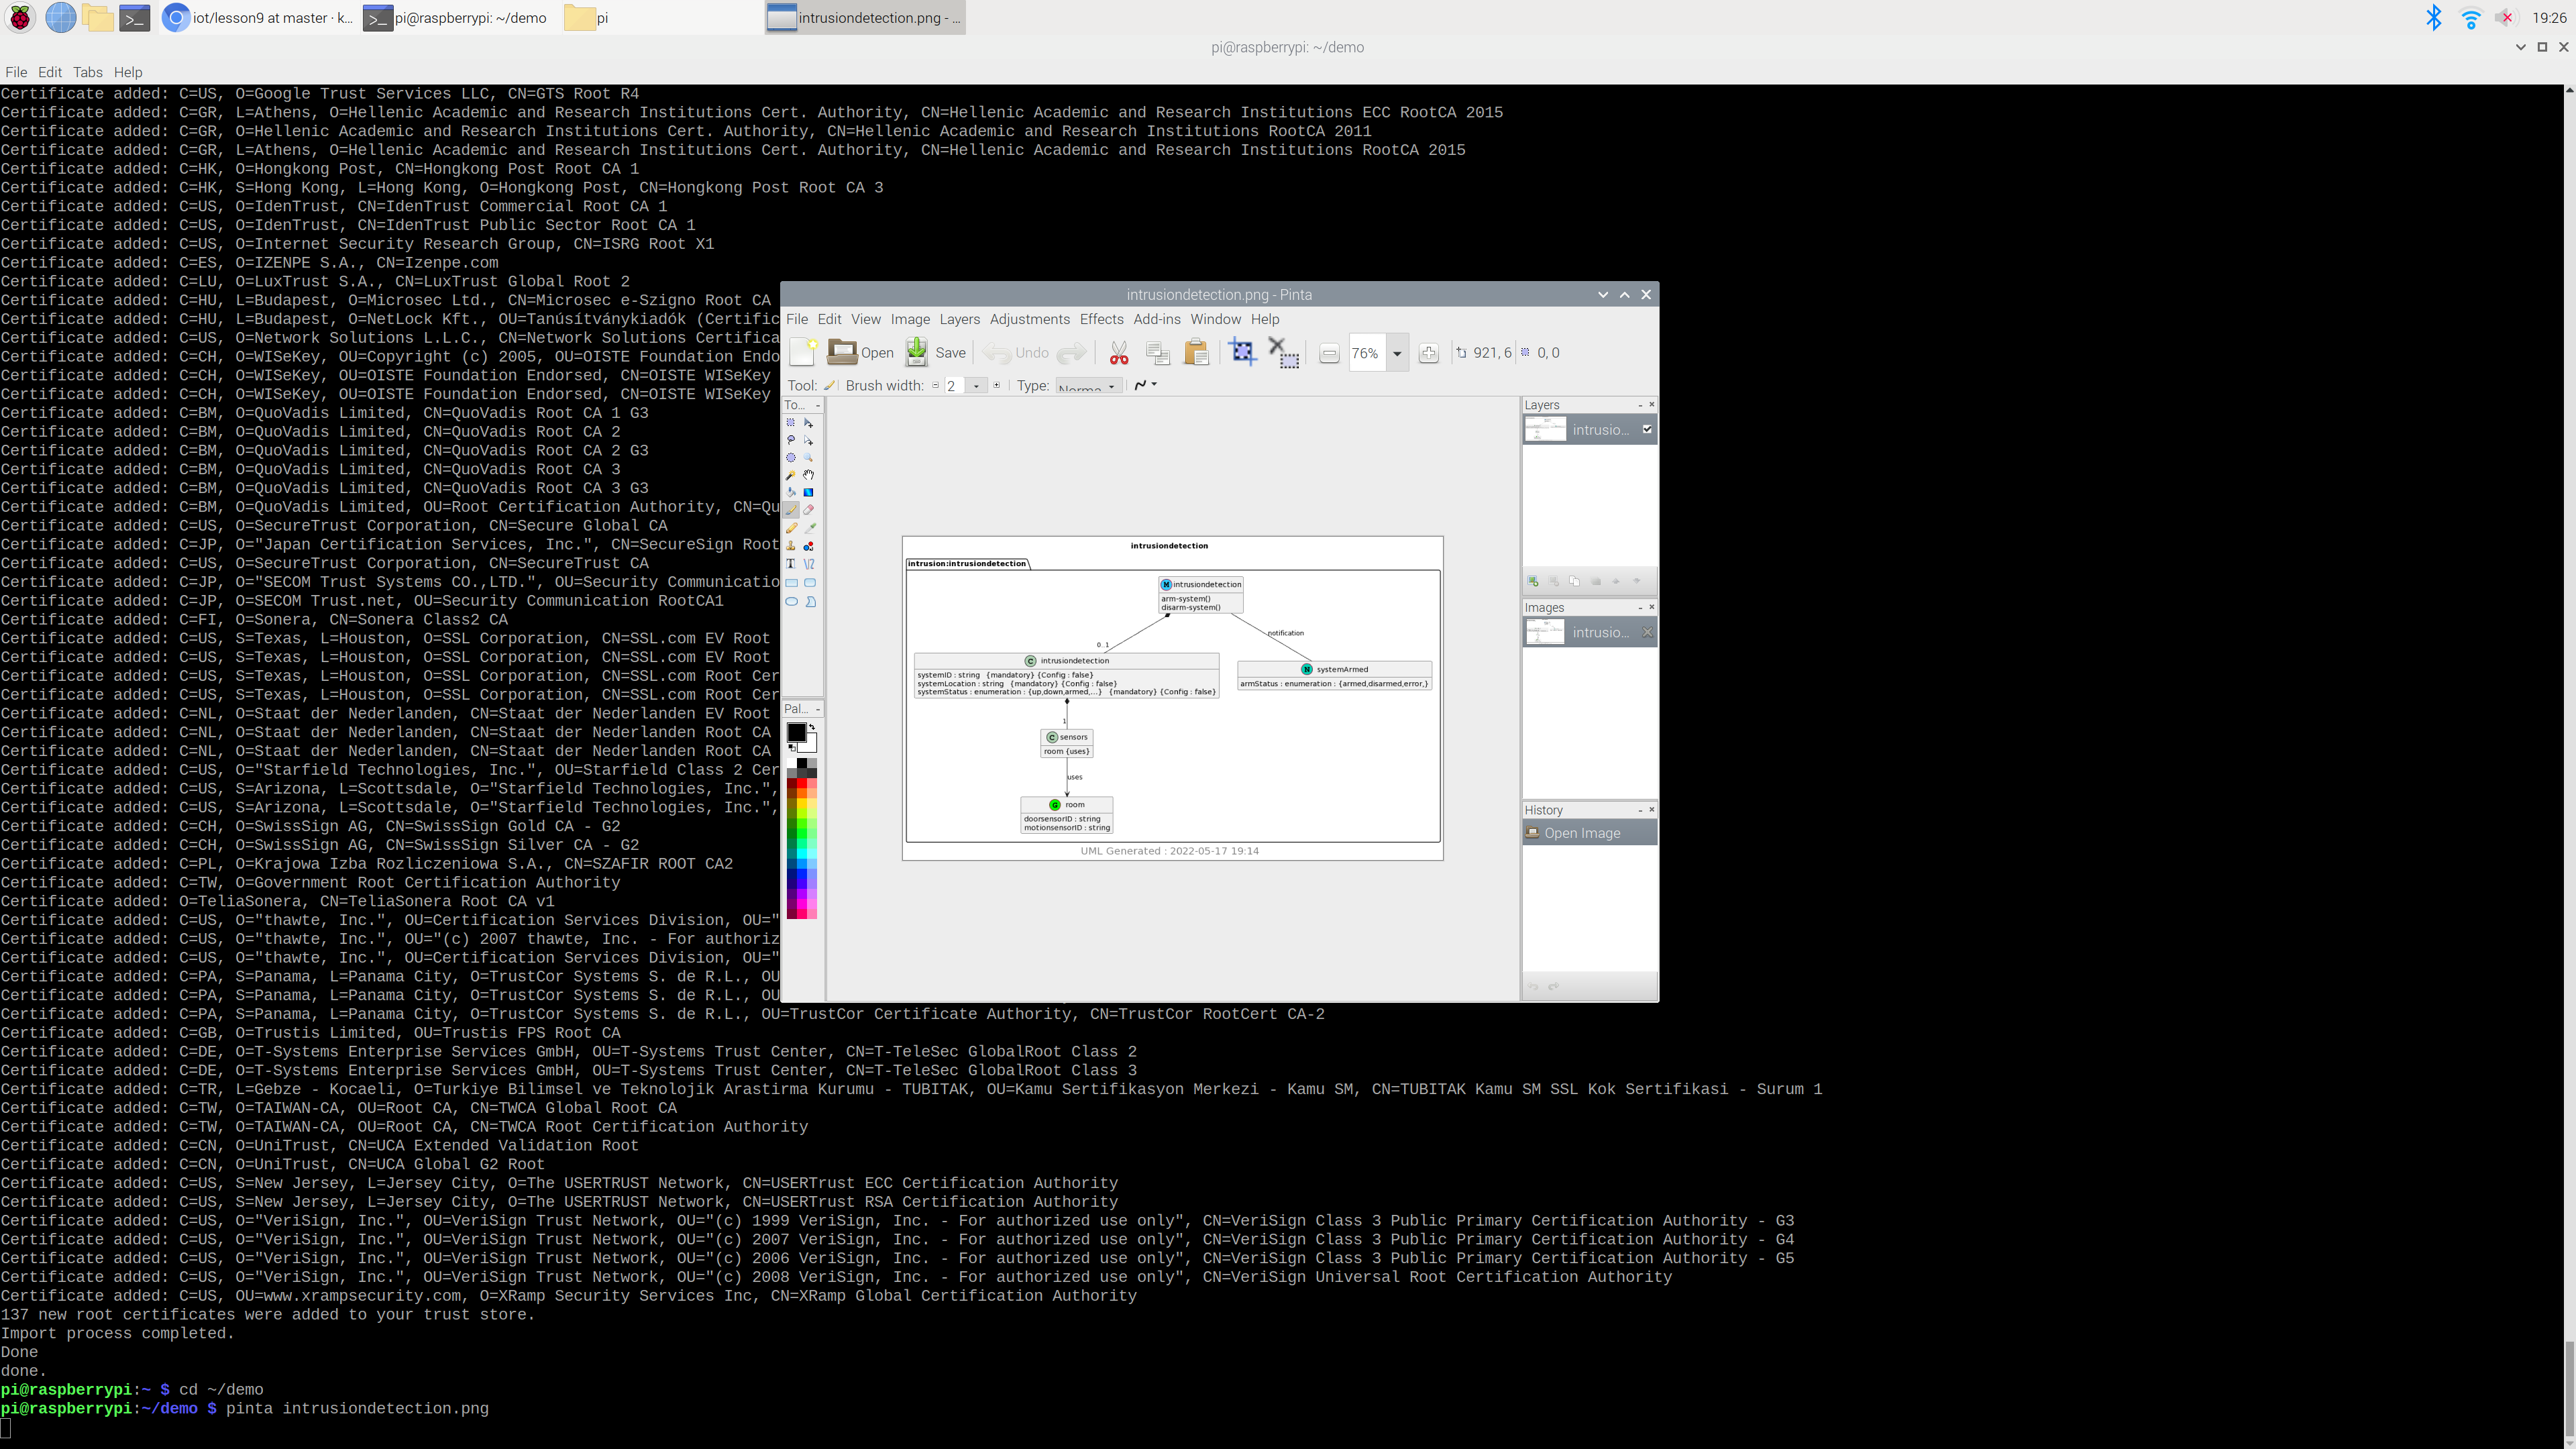 iot/lesson9 at master · k...
pi@raspberrypi: ~/demo
pi
intrusiondetection.png - ...
19:26
pi@raspberrypi: ~/demo
File Edit Tabs Help
Certificate added: C=US, O=Google Trust Services LLC, CN=GTS Root R4
Certificate added: C=GR, L=Athens, O=Hellenic Academic and Research Institutions Cert. Authority, CN=Hellenic Academic and Research Institutions ECC RootCA 2015
Certificate added: C=GR, O=Hellenic Academic and Research Institutions Cert. Authority, CN=Hellenic Academic and Research Institutions RootCA 2011
Certificate added: C=GR, L=Athens, O=Hellenic Academic and Research Institutions Cert. Authority, CN=Hellenic Academic and Research Institutions RootCA 2015
Certificate added: C=HK, O=Hongkong Post, CN=Hongkong Post Root CA 1
Certificate added: C=HK, S=Hong Kong, L=Hong Kong, O=Hongkong Post, CN=Hongkong Post Root CA 3
Certificate added: C=US, O=IdenTrust, CN=IdenTrust Commercial Root CA 1
Certificate added: C=US, O=IdenTrust, CN=IdenTrust Public Sector Root CA 1
Certificate added: C=US, O=Internet Security Research Group, CN=ISRG Root X1
Certificate added: C=ES, O=IZENPE S.A., CN=Izenpe.com
Certificate added: C=LU, O=LuxTrust S.A., CN=LuxTrust Global Root 2
Certificate added: C=HU, L=Budapest, O=Microsec Ltd., CN=Microsec e-Szigno Root CA
Certificate added: C=HU, L=Budapest, O=NetLock Kft., OU=Tanúsítványkiadók (Certific
Certificate added: C=US, O=Network Solutions L.L.C., CN=Network Solutions Certifica
Certificate added: C=CH, O=WISeKey, OU=Copyright (c) 2005, OU=OISTE Foundation Endo
Certificate added: C=CH, O=WISeKey, OU=OISTE Foundation Endorsed, CN=OISTE WISeKey
Certificate added: C=CH, O=WISeKey, OU=OISTE Foundation Endorsed, CN=OISTE WISeKey
Certificate added: C=BM, O=QuoVadis Limited, CN=QuoVadis Root CA 1 G3
Certificate added: C=BM, O=QuoVadis Limited, CN=QuoVadis Root CA 2
Certificate added: C=BM, O=QuoVadis Limited, CN=QuoVadis Root CA 2 G3
Certificate added: C=BM, O=QuoVadis Limited, CN=QuoVadis Root CA 3
Certificate added: C=BM, O=QuoVadis Limited, CN=QuoVadis Root CA 3 G3
Certificate added: C=BM, O=QuoVadis Limited, OU=Root Certification Authority, CN=Qu
Certificate added: C=US, O=SecureTrust Corporation, CN=Secure Global CA
Certificate added: C=JP, O="Japan Certification Services, Inc.", CN=SecureSign Root
Certificate added: C=US, O=SecureTrust Corporation, CN=SecureTrust CA
Certificate added: C=JP, O="SECOM Trust Systems CO.,LTD.", OU=Security Communicatio
Certificate added: C=JP, O=SECOM Trust.net, OU=Security Communication RootCA1
Certificate added: C=FI, O=Sonera, CN=Sonera Class2 CA
Certificate added: C=US, S=Texas, L=Houston, O=SSL Corporation, CN=SSL.com EV Root
Certificate added: C=US, S=Texas, L=Houston, O=SSL Corporation, CN=SSL.com EV Root
Certificate added: C=US, S=Texas, L=Houston, O=SSL Corporation, CN=SSL.com Root Cer
Certificate added: C=US, S=Texas, L=Houston, O=SSL Corporation, CN=SSL.com Root Cer
Certificate added: C=NL, O=Staat der Nederlanden, CN=Staat der Nederlanden EV Root
Certificate added: C=NL, O=Staat der Nederlanden, CN=Staat der Nederlanden Root CA
Certificate added: C=NL, O=Staat der Nederlanden, CN=Staat der Nederlanden Root CA
Certificate added: C=US, O="Starfield Technologies, Inc.", OU=Starfield Class 2 Cer
Certificate added: C=US, S=Arizona, L=Scottsdale, O="Starfield Technologies, Inc.",
Certificate added: C=US, S=Arizona, L=Scottsdale, O="Starfield Technologies, Inc.",
Certificate added: C=CH, O=SwissSign AG, CN=SwissSign Gold CA - G2
Certificate added: C=CH, O=SwissSign AG, CN=SwissSign Silver CA - G2
Certificate added: C=PL, O=Krajowa Izba Rozliczeniowa S.A., CN=SZAFIR ROOT CA2
Certificate added: C=TW, O=Government Root Certification Authority
Certificate added: O=TeliaSonera, CN=TeliaSonera Root CA v1
Certificate added: C=US, O="thawte, Inc.", OU=Certification Services Division, OU="
Certificate added: C=US, O="thawte, Inc.", OU="(c) 2007 thawte, Inc. - For authoriz
Certificate added: C=US, O="thawte, Inc.", OU=Certification Services Division, OU="
Certificate added: C=PA, S=Panama, L=Panama City, O=TrustCor Systems S. de R.L., OU
Certificate added: C=PA, S=Panama, L=Panama City, O=TrustCor Systems S. de R.L., OU
Certificate added: C=PA, S=Panama, L=Panama City, O=TrustCor Systems S. de R.L., OU=TrustCor Certificate Authority, CN=TrustCor RootCert CA-2
Certificate added: C=GB, O=Trustis Limited, OU=Trustis FPS Root CA
Certificate added: C=DE, O=T-Systems Enterprise Services GmbH, OU=T-Systems Trust Center, CN=T-TeleSec GlobalRoot Class 2
Certificate added: C=DE, O=T-Systems Enterprise Services GmbH, OU=T-Systems Trust Center, CN=T-TeleSec GlobalRoot Class 3
Certificate added: C=TR, L=Gebze - Kocaeli, O=Turkiye Bilimsel ve Teknolojik Arastirma Kurumu - TUBITAK, OU=Kamu Sertifikasyon Merkezi - Kamu SM, CN=TUBITAK Kamu SM SSL Kok Sertifikasi - Surum 1
Certificate added: C=TW, O=TAIWAN-CA, OU=Root CA, CN=TWCA Global Root CA
Certificate added: C=TW, O=TAIWAN-CA, OU=Root CA, CN=TWCA Root Certification Authority
Certificate added: C=CN, O=UniTrust, CN=UCA Extended Validation Root
Certificate added: C=CN, O=UniTrust, CN=UCA Global G2 Root
Certificate added: C=US, S=New Jersey, L=Jersey City, O=The USERTRUST Network, CN=USERTrust ECC Certification Authority
Certificate added: C=US, S=New Jersey, L=Jersey City, O=The USERTRUST Network, CN=USERTrust RSA Certification Authority
Certificate added: C=US, O="VeriSign, Inc.", OU=VeriSign Trust Network, OU="(c) 1999 VeriSign, Inc. - For authorized use only", CN=VeriSign Class 3 Public Primary Certification Authority - G3
Certificate added: C=US, O="VeriSign, Inc.", OU=VeriSign Trust Network, OU="(c) 2007 VeriSign, Inc. - For authorized use only", CN=VeriSign Class 3 Public Primary Certification Authority - G4
Certificate added: C=US, O="VeriSign, Inc.", OU=VeriSign Trust Network, OU="(c) 2006 VeriSign, Inc. - For authorized use only", CN=VeriSign Class 3 Public Primary Certification Authority - G5
Certificate added: C=US, O="VeriSign, Inc.", OU=VeriSign Trust Network, OU="(c) 2008 VeriSign, Inc. - For authorized use only", CN=VeriSign Universal Root Certification Authority
Certificate added: C=US, OU=www.xrampsecurity.com, O=XRamp Security Services Inc, CN=XRamp Global Certification Authority
137 new root certificates were added to your trust store.
Import process completed.
Done
done.
pi@raspberrypi:~ $ cd ~/demo
pi@raspberrypi:~/demo $ pinta intrusiondetection.png
intrusiondetection.png - Pinta
File Edit View Image Layers Adjustments Effects Add-ins Window Help
Open Save Undo 76% 921, 6 0, 0
Tool: Brush width: 2 Type: Norma
To...
Pal...
Layers
intrusio...
Images
intrusio...
History
Open Image
intrusiondetection
intrusion:intrusiondetection
M intrusiondetection
arm-system()
disarm-system()
notification
0..1
C intrusiondetection
systemID : string {mandatory} {Config : false}
systemLocation : string {mandatory} {Config : false}
systemStatus : enumeration : {up,down,armed,...} {mandatory} {Config : false}
N systemArmed
armStatus : enumeration : {armed,disarmed,error,}
1
C sensors
room {uses}
uses
G room
doorsensorID : string
motionsensorID : string
UML Generated : 2022-05-17 19:14